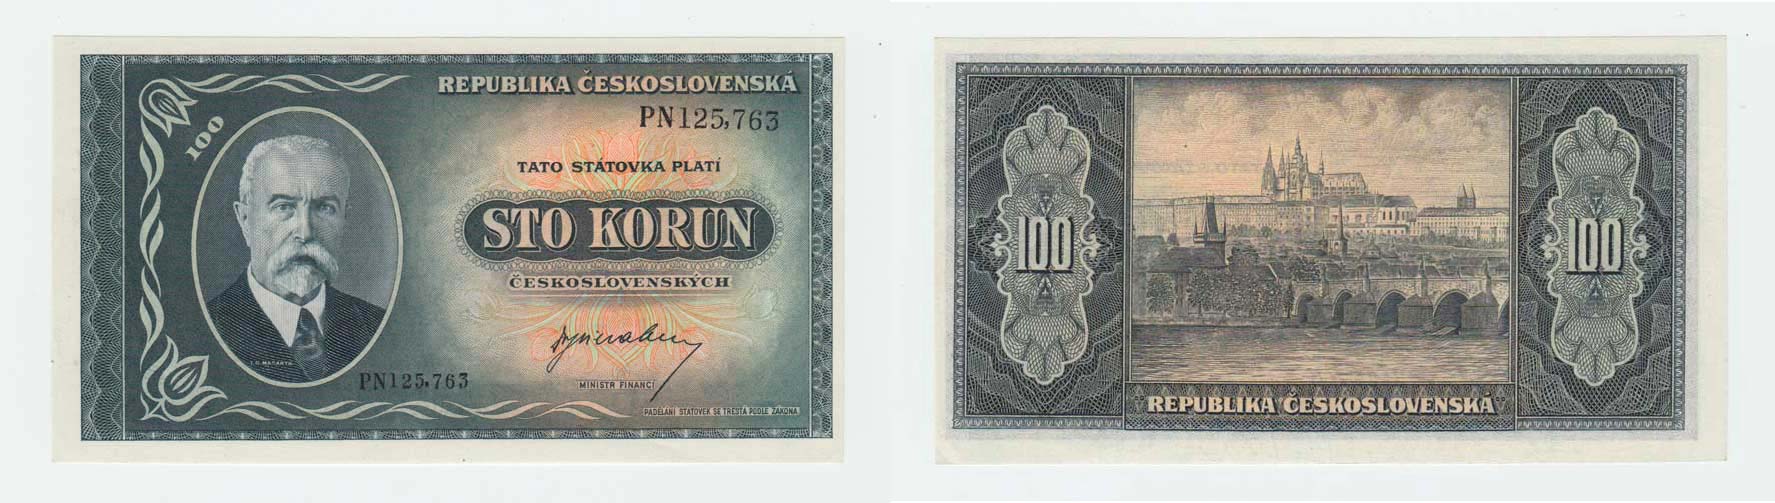 REPUBLIKA ČESKOSLOVENSKÁ
PN125,763
100
TATO STÁTOVKA PLATÍ
STO KORUN
ČESKOSLOVENSKÝCH
MINISTR FINANCÍ
T. G. MASARYK
PN125,763
PADĚLÁNÍ STÁTOVEK SE TRESTÁ PODLE ZÁKONA
100
100
REPUBLIKA ČESKOSLOVENSKÁ